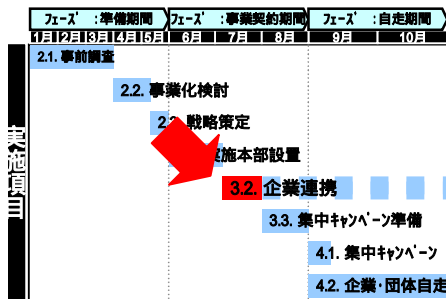 フェーズ：準備期間 フェーズ：事業契約期間 フェーズ：自走期間
1月 2月 3月 4月 5月 6月 7月 8月 9月 10月
実施項目
2.1. 事前調査
2.2. 事業化検討
戦略策定
実施本部設置
3.2. 企業連携
3.3. 集中キャンペーン準備
4.1. 集中キャンペーン
4.2. 企業・団体自走